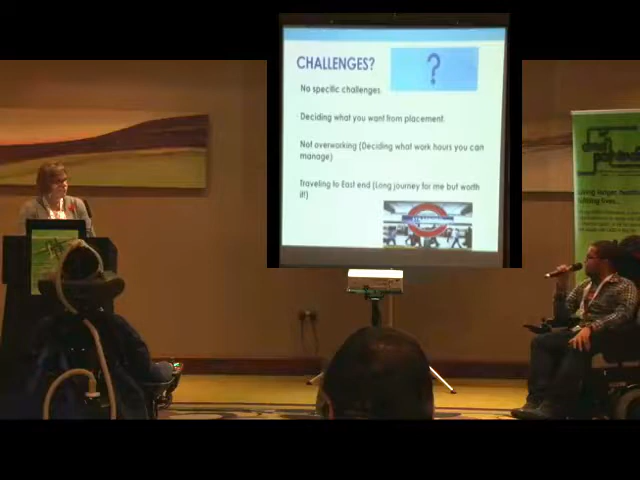 CHALLENGES?
?
No specific challenges
Deciding what you want from placement
Not overworking (Deciding what work hours you can
manage)
Traveling to East end (Long journey for me but worth
it!)